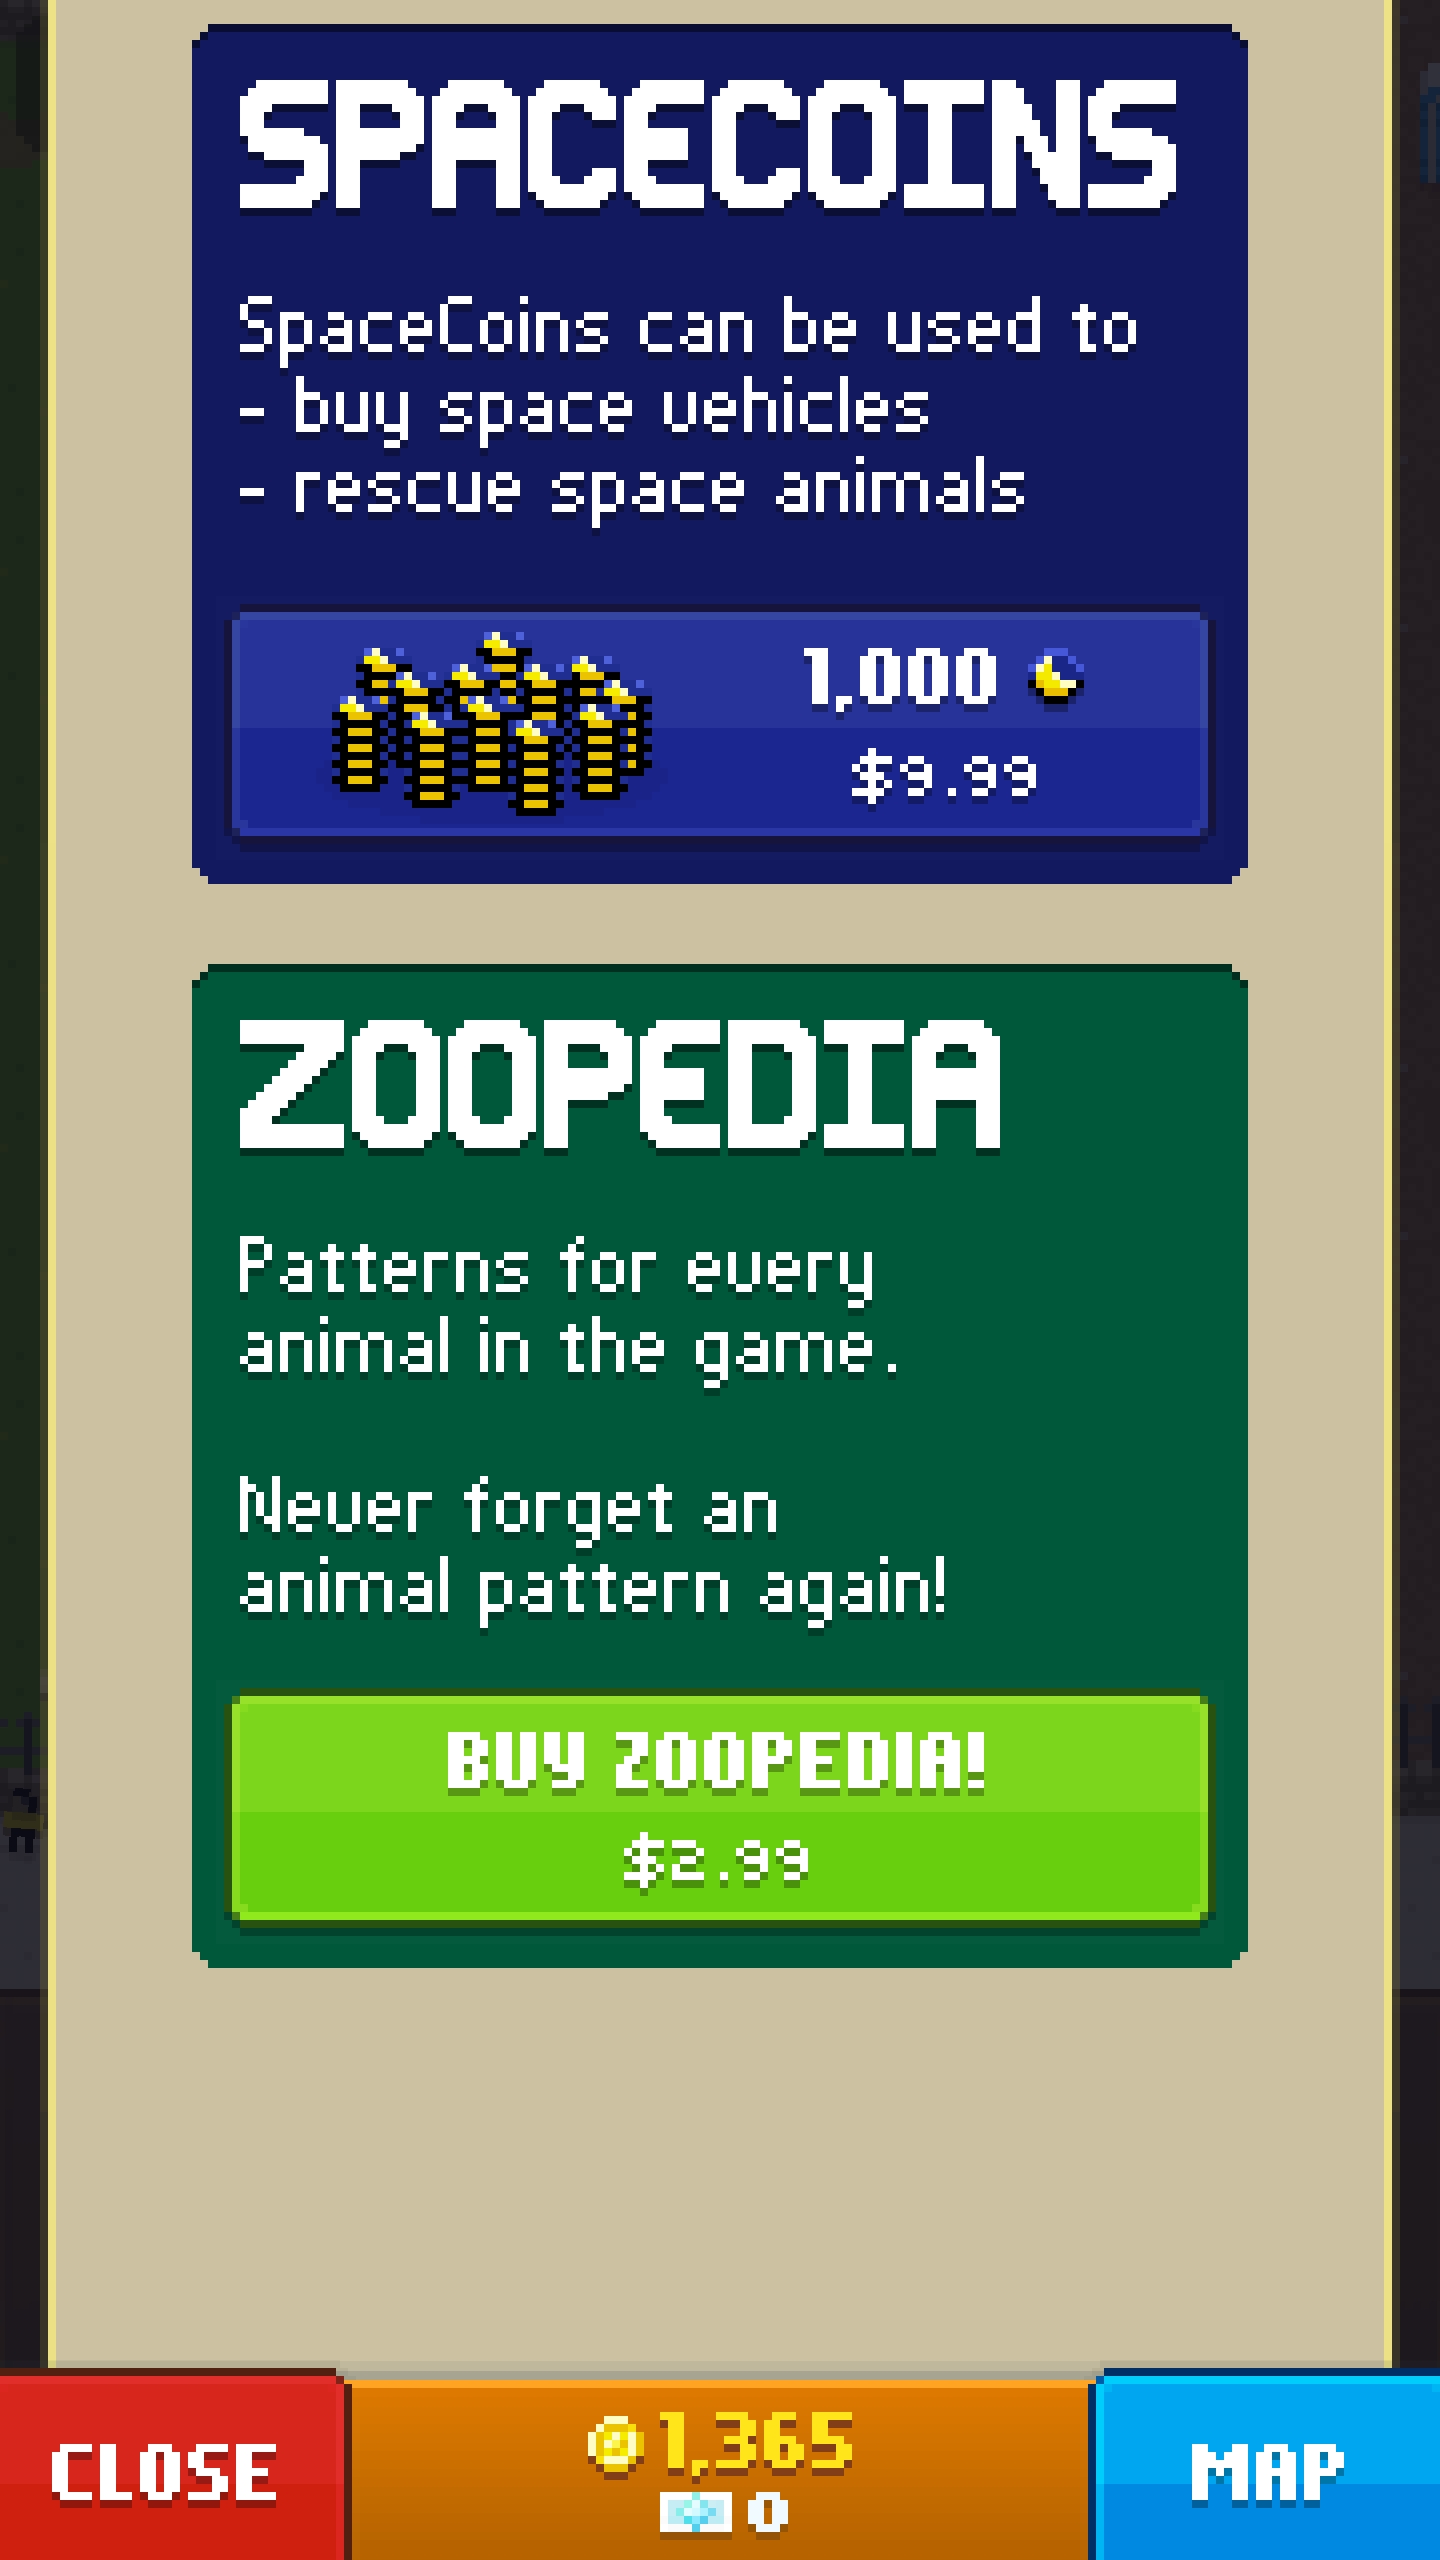 SPACECOINS
SpaceCoins can be used to
- buy space vehicles
- rescue space animals
1,000
$9.99
ZOOPEDIA
Patterns for every
animal in the game.
Never forget an
animal pattern again!
BUY ZOOPEDIA!
$2.99
CLOSE
1,365
0
MAP